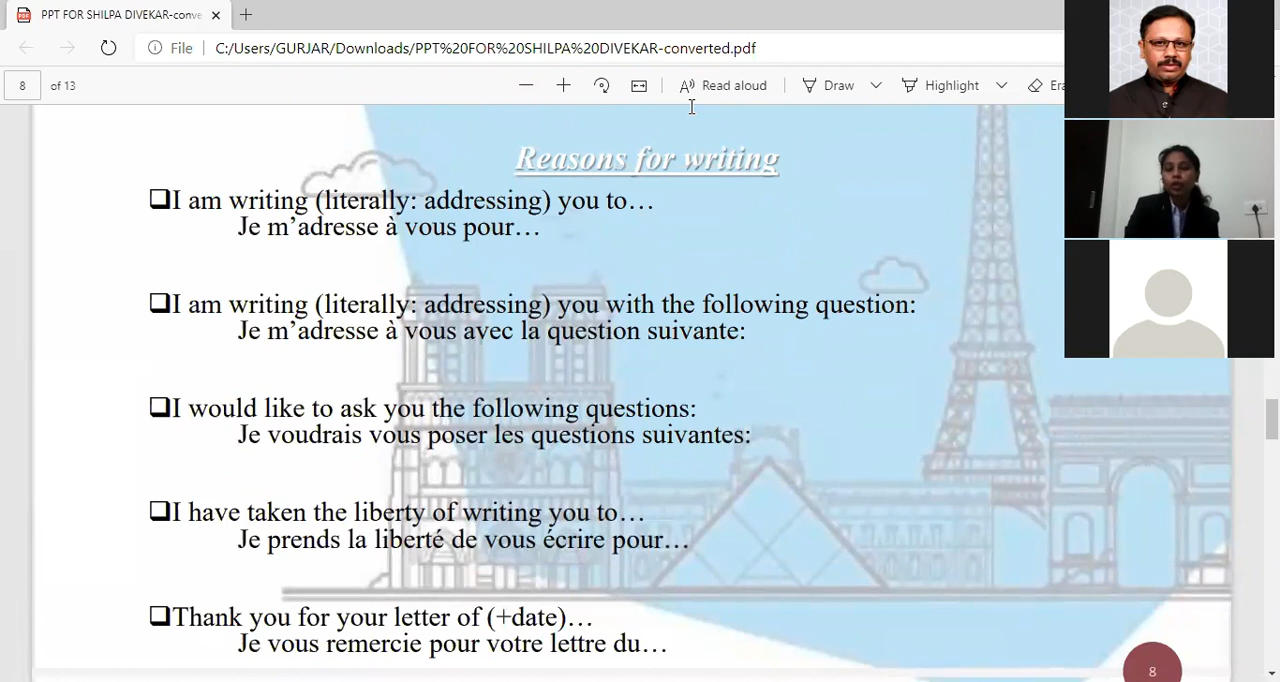 PPT FOR SHILPA DIVEKAR-conve
File
C:/Users/GURJAR/Downloads/PPT%20FOR%20SHILPA%20DIVEKAR-converted.pdf
8 of 13
Read aloud
Draw
Highlight
Reasons for writing
❑I am writing (literally: addressing) you to…
Je m’adresse à vous pour…
❑I am writing (literally: addressing) you with the following question:
Je m’adresse à vous avec la question suivante:
❑I would like to ask you the following questions:
Je voudrais vous poser les questions suivantes:
❑I have taken the liberty of writing you to…
Je prends la liberté de vous écrire pour…
❑Thank you for your letter of (+date)…
Je vous remercie pour votre lettre du…
8